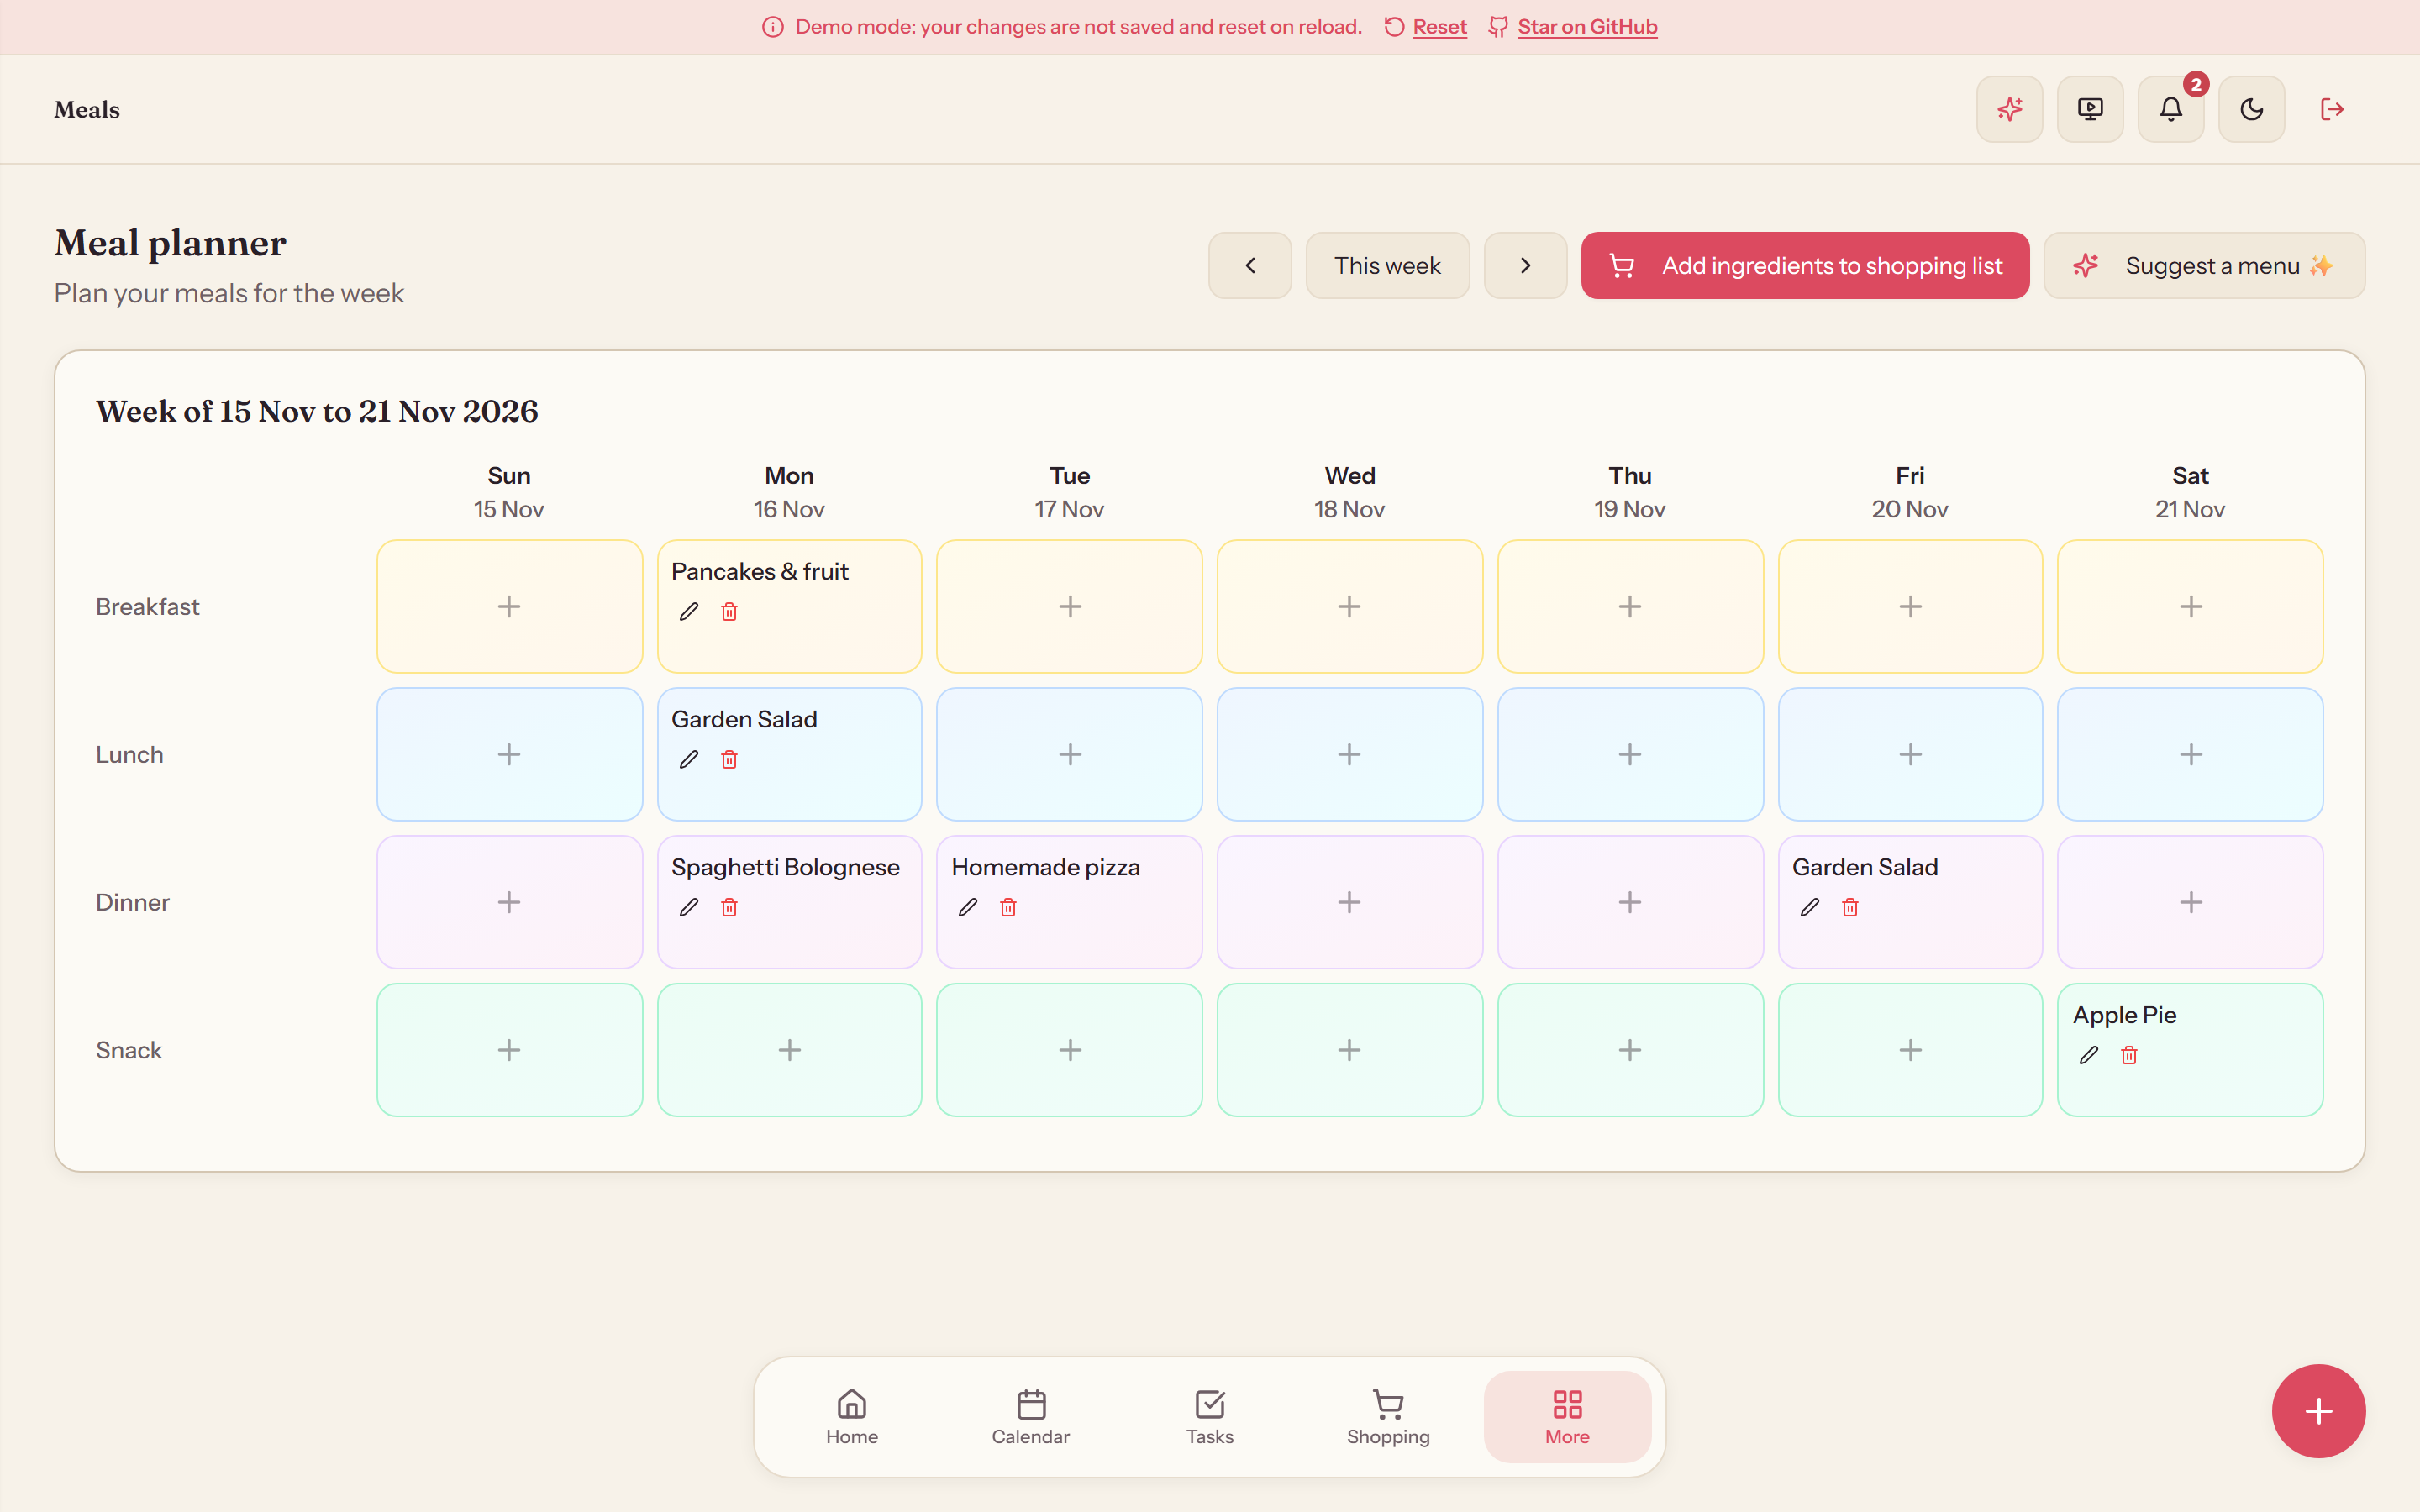 Demo mode: your changes are not saved and reset on reload. Reset Star on GitHub
Meals
2
Meal planner
Plan your meals for the week
This week
Add ingredients to shopping list
Suggest a menu ✨
Week of 15 Nov to 21 Nov 2026
Sun Mon Tue Wed Thu Fri Sat
15 Nov 16 Nov 17 Nov 18 Nov 19 Nov 20 Nov 21 Nov
Breakfast
Pancakes & fruit
Lunch
Garden Salad
Dinner
Spaghetti Bolognese
Homemade pizza
Garden Salad
Snack
Apple Pie
Home
Calendar
Tasks
Shopping
More